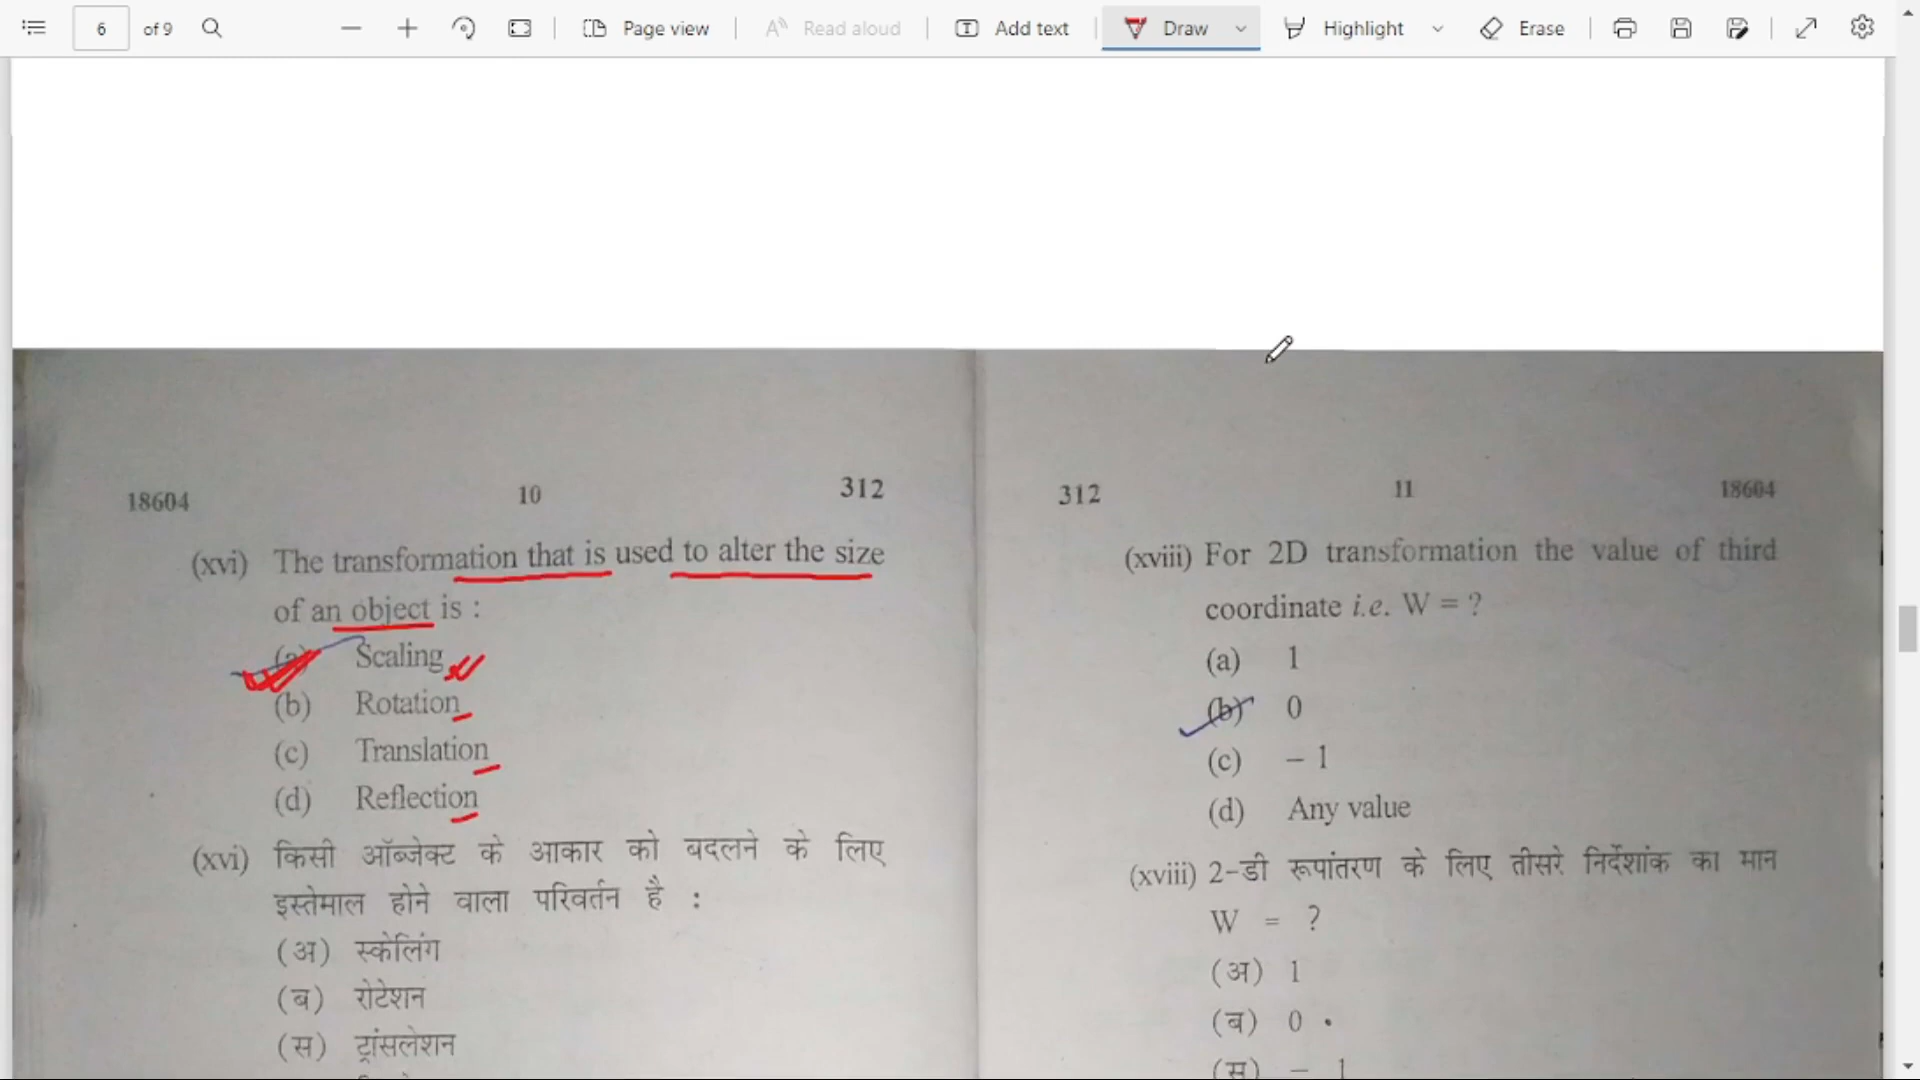 6 of 9 Page view Read aloud Add text Draw Highlight Erase
18604 10 312
(xvi) The transformation that is used to alter the size
of an object is :
(a) Scaling
(b) Rotation
(c) Translation
(d) Reflection
(xvi) किसी ऑब्जेक्ट के आकार को बदलने के लिए
इस्तेमाल होने वाला परिवर्तन है :
(अ) स्केलिंग
(ब) रोटेशन
(स) ट्रांसलेशन
312 11 18604
(xviii) For 2D transformation the value of third
coordinate i.e. W = ?
(a) 1
(b) 0
(c) – 1
(d) Any value
(xviii) 2-डी रूपांतरण के लिए तीसरे निर्देशांक का मान
W = ?
(अ) 1
(ब) 0
(स) – 1